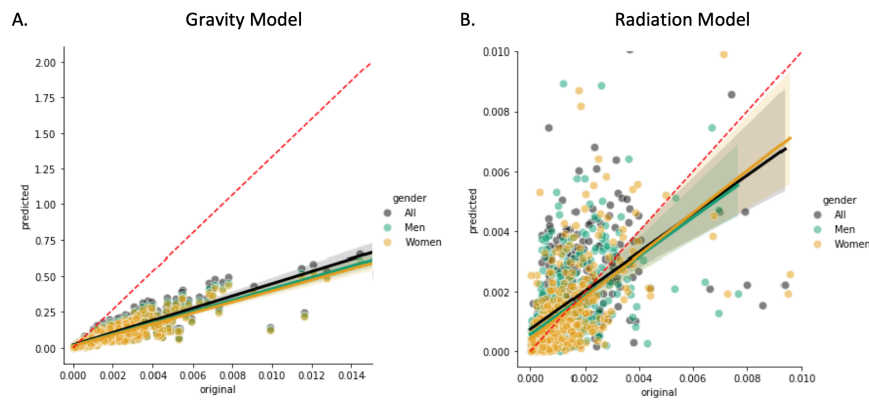 A. Gravity Model
B. Radiation Model
2.00
1.75
1.50
1.25
1.00
0.75
0.50
0.25
0.00
predicted
0.000 0.002 0.004 0.006 0.008 0.010 0.012 0.014
original
gender
All
Men
Women
0.010
0.008
0.006
0.004
0.002
0.000
predicted
0.000 0.002 0.004 0.006 0.008 0.010
original
gender
All
Men
Women